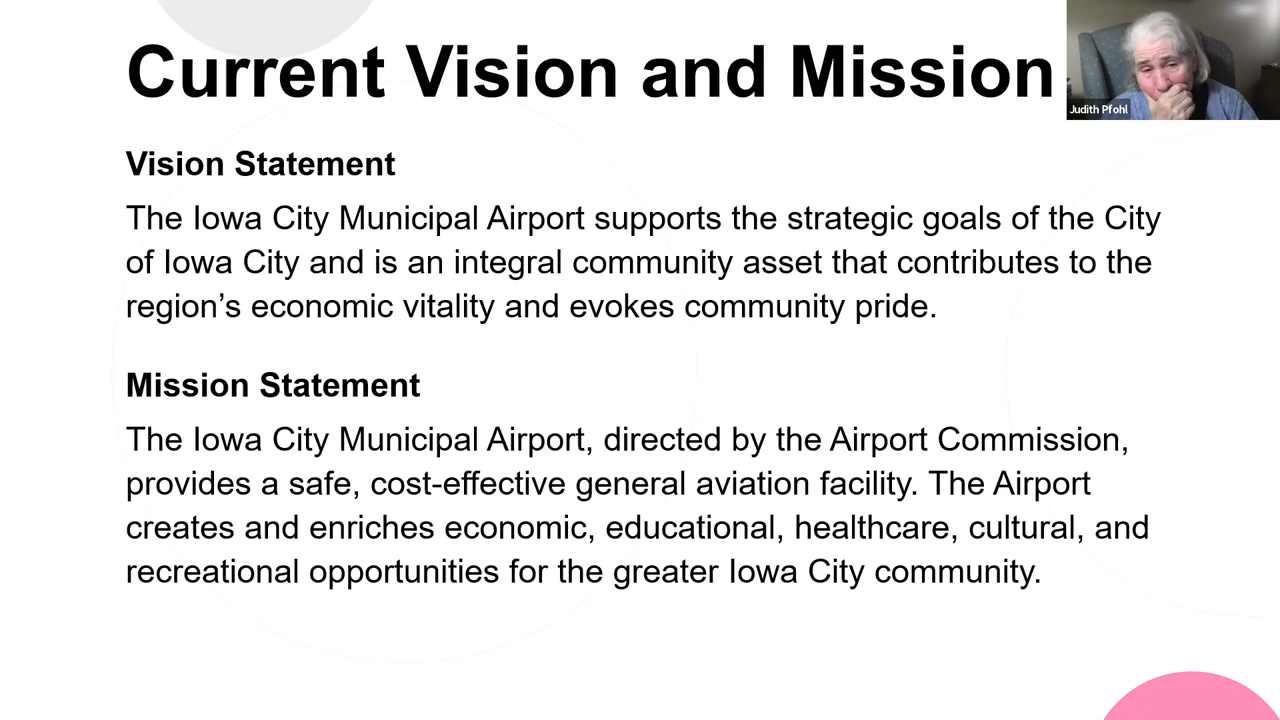 Current Vision and Mission
Judith Pfohl
Vision Statement
The Iowa City Municipal Airport supports the strategic goals of the City
of Iowa City and is an integral community asset that contributes to the
region’s economic vitality and evokes community pride.
Mission Statement
The Iowa City Municipal Airport, directed by the Airport Commission,
provides a safe, cost-effective general aviation facility. The Airport
creates and enriches economic, educational, healthcare, cultural, and
recreational opportunities for the greater Iowa City community.